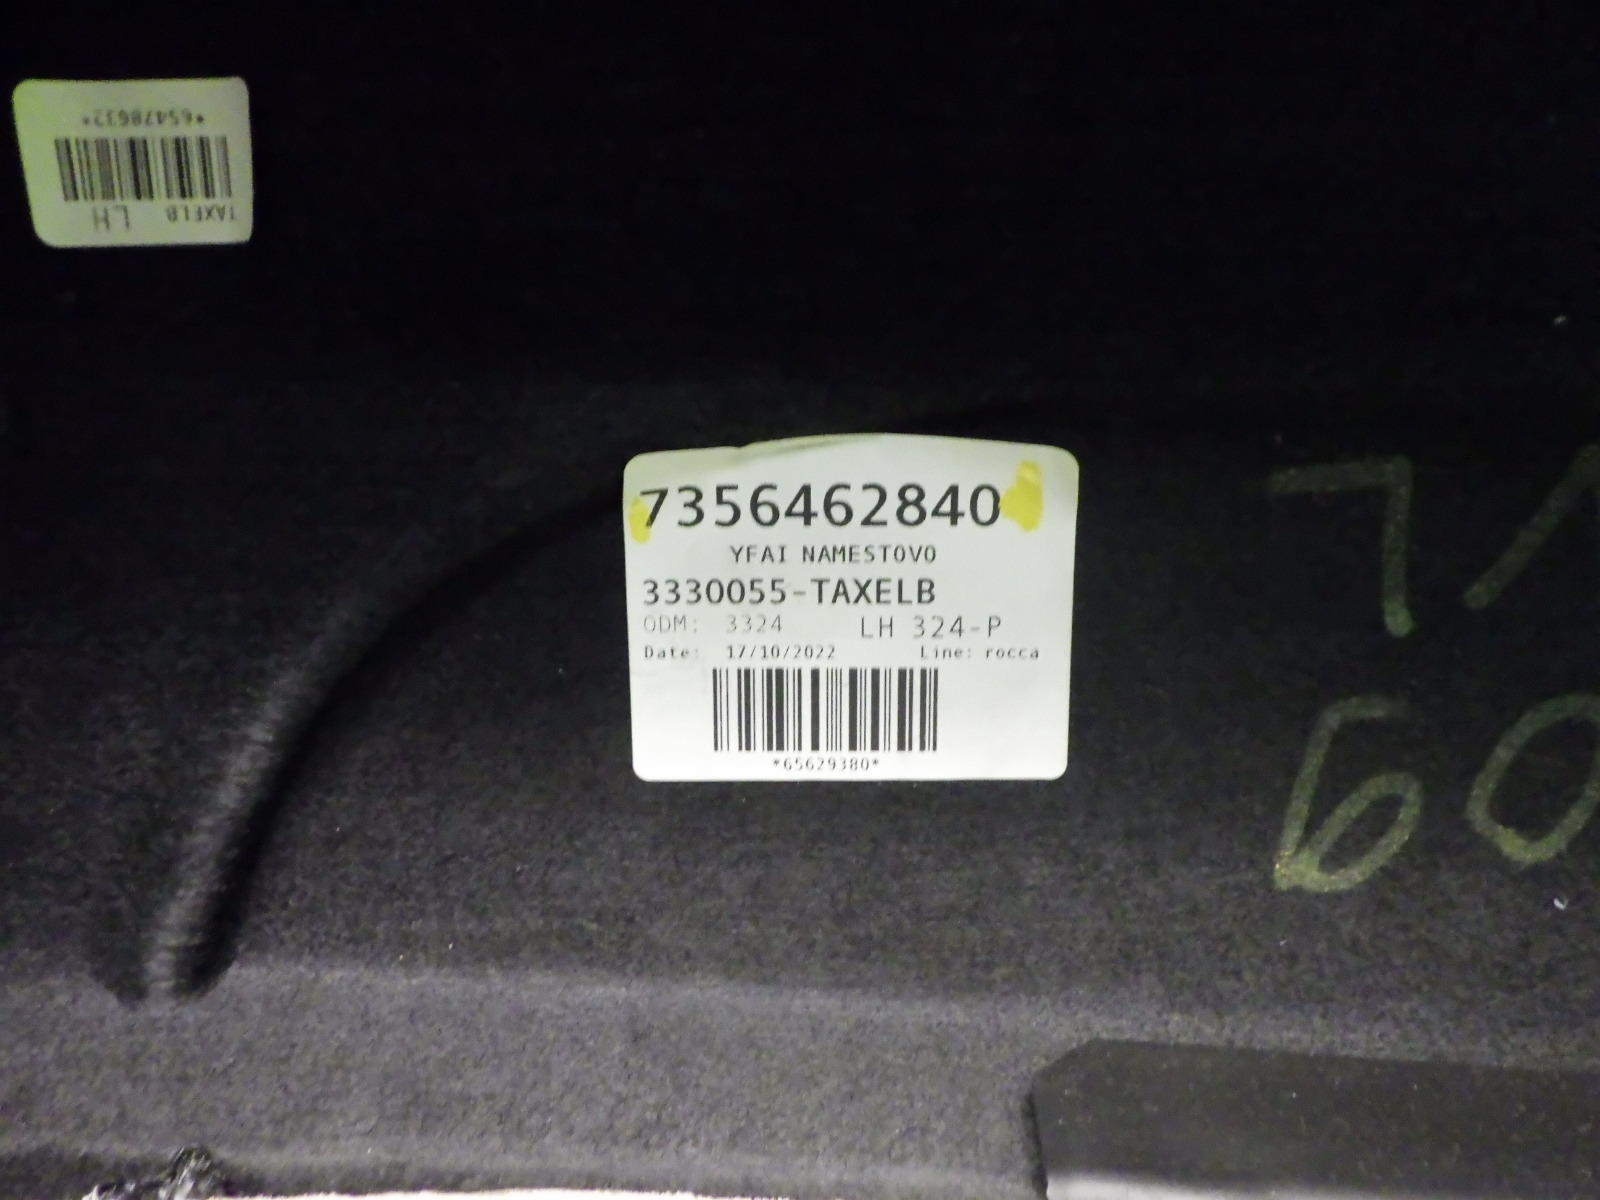 *65478632*
TAXELB LH
7356462840
YFAI NAMESTOVO
3330055-TAXELB
ODM: 3324 LH 324-P
Date: 17/10/2022 Line: rocca
*65629380*
60